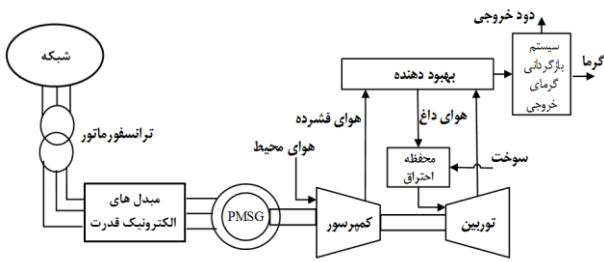 دود خروجی
سیستم
بازگردانی
گرمای
خروجی
گرما
شبکه
بهبود دهنده
ترانسفورماتور
هوای فشرده
هوای داغ
هوای محیط
محفظه
احتراق
سوخت
مبدل های
الکترونیک قدرت
PMSG
کمپرسور
توربین